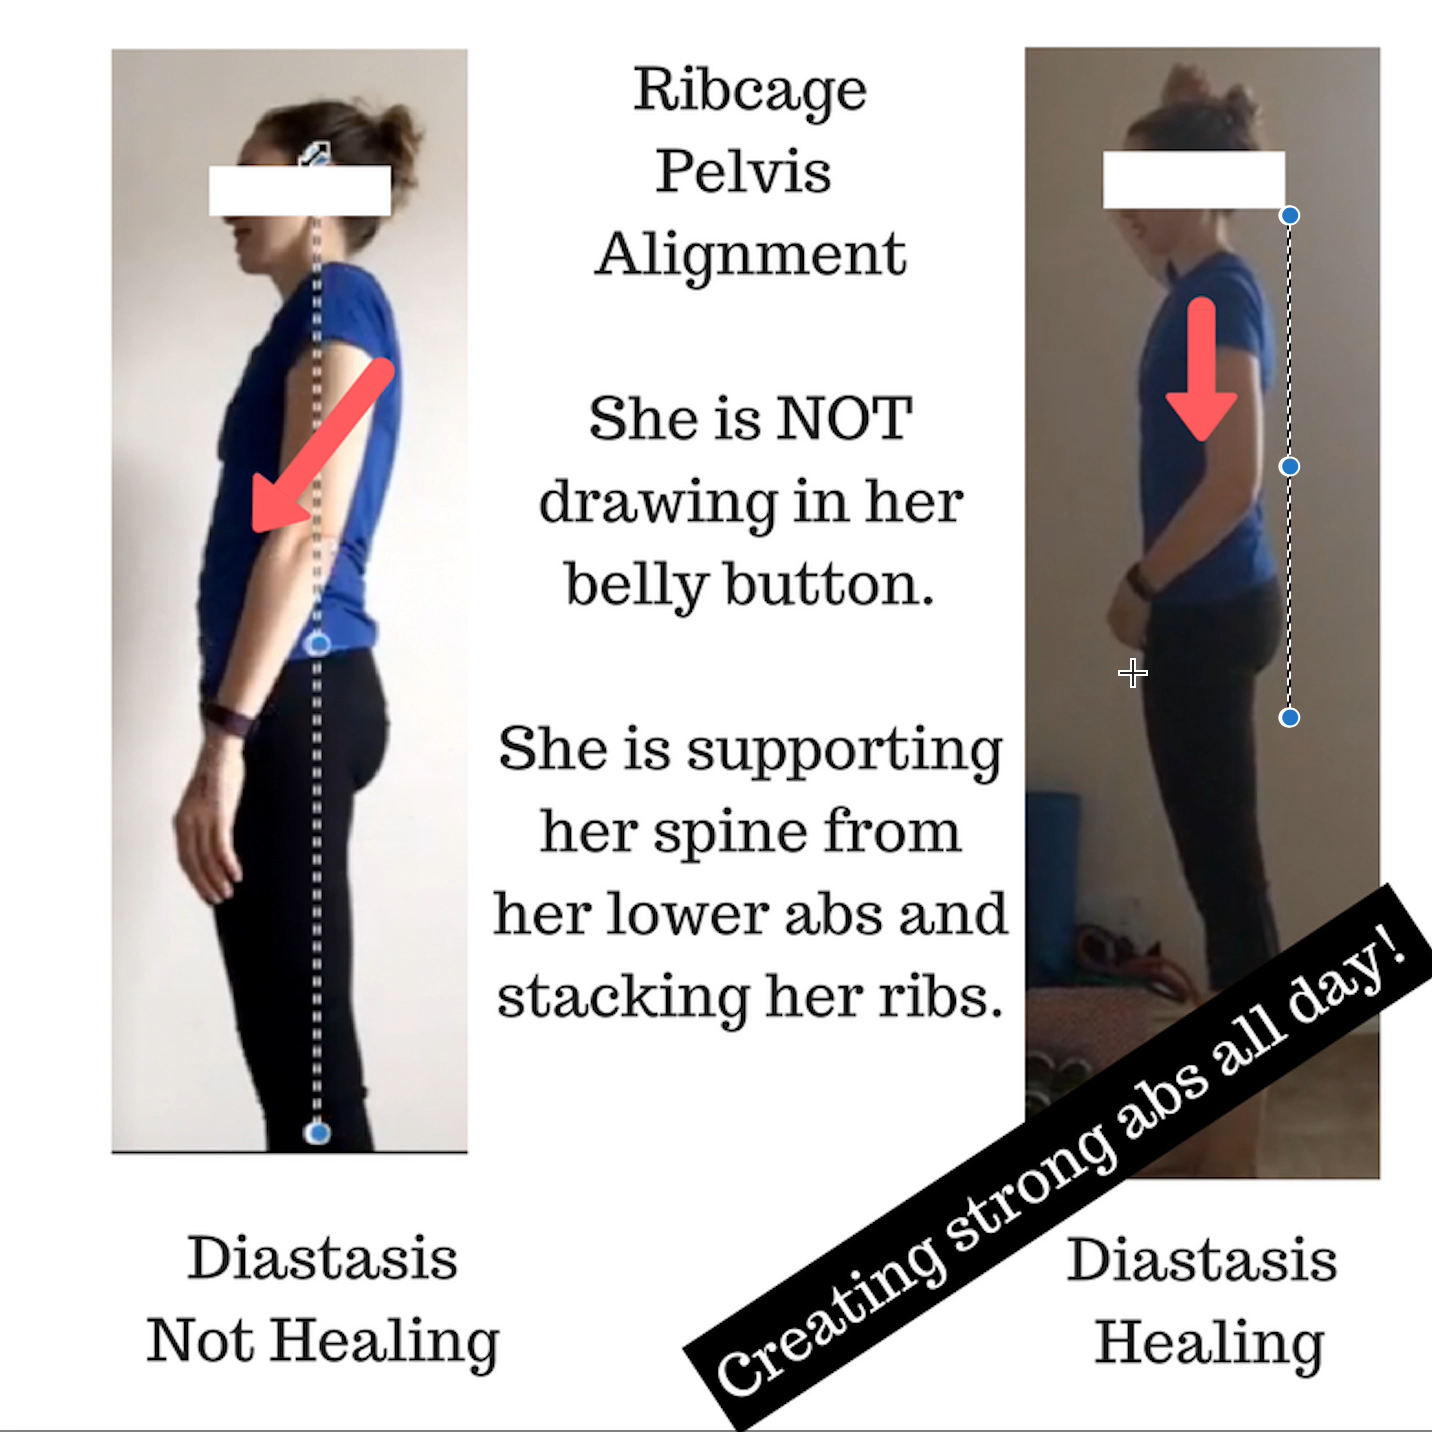 Ribcage
Pelvis
Alignment
She is NOT
drawing in her
belly button.
She is supporting
her spine from
her lower abs and
stacking her ribs.
Creating strong abs all day!
Diastasis
Not Healing
Diastasis
Healing